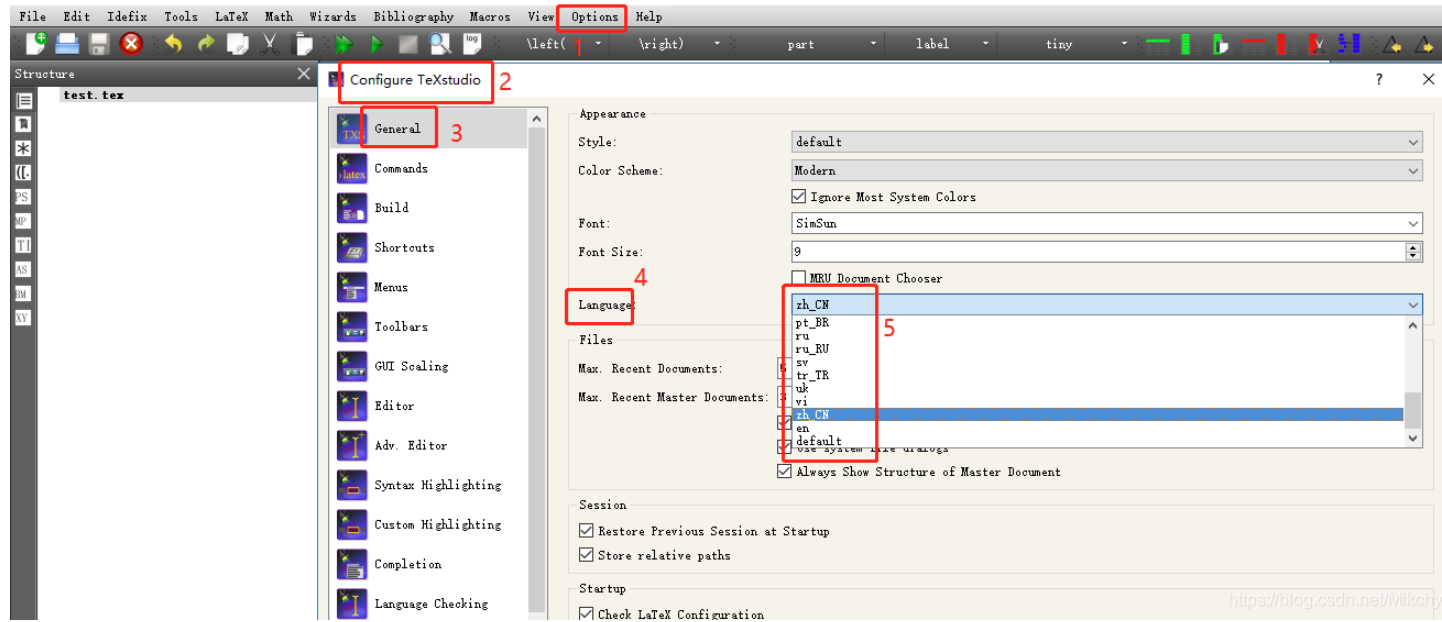 File Edit Idefix Tools LaTeX Math Wizards Bibliography Macros View Options Help
log \left( 1 \right) part label tiny
Structure
test.tex
Configure TeXstudio 2 ?
General 3
Commands
Build
Shortcuts
Menus
Toolbars
GUI Scaling
Editor
Adv. Editor
Syntax Highlighting
Custom Highlighting
Completion
Language Checking
TXS
latex
PS
MP
TI
AS
BM
XY
Appearance
Style: default
Color Scheme: Modern
Ignore Most System Colors
Font: SimSun
Font Size: 9
MRU Document Chooser
4
Language: zh_CN
pt_BR
ru
ru_RU
sv
tr_TR
uk
vi
zh_CN
en
default
5
Files
Max. Recent Documents:
Max. Recent Master Documents:
Always Show Structure of Master Document
Session
Restore Previous Session at Startup
Store relative paths
Startup
Check LaTeX Configuration
https://blog.csdn.net/Mikchy